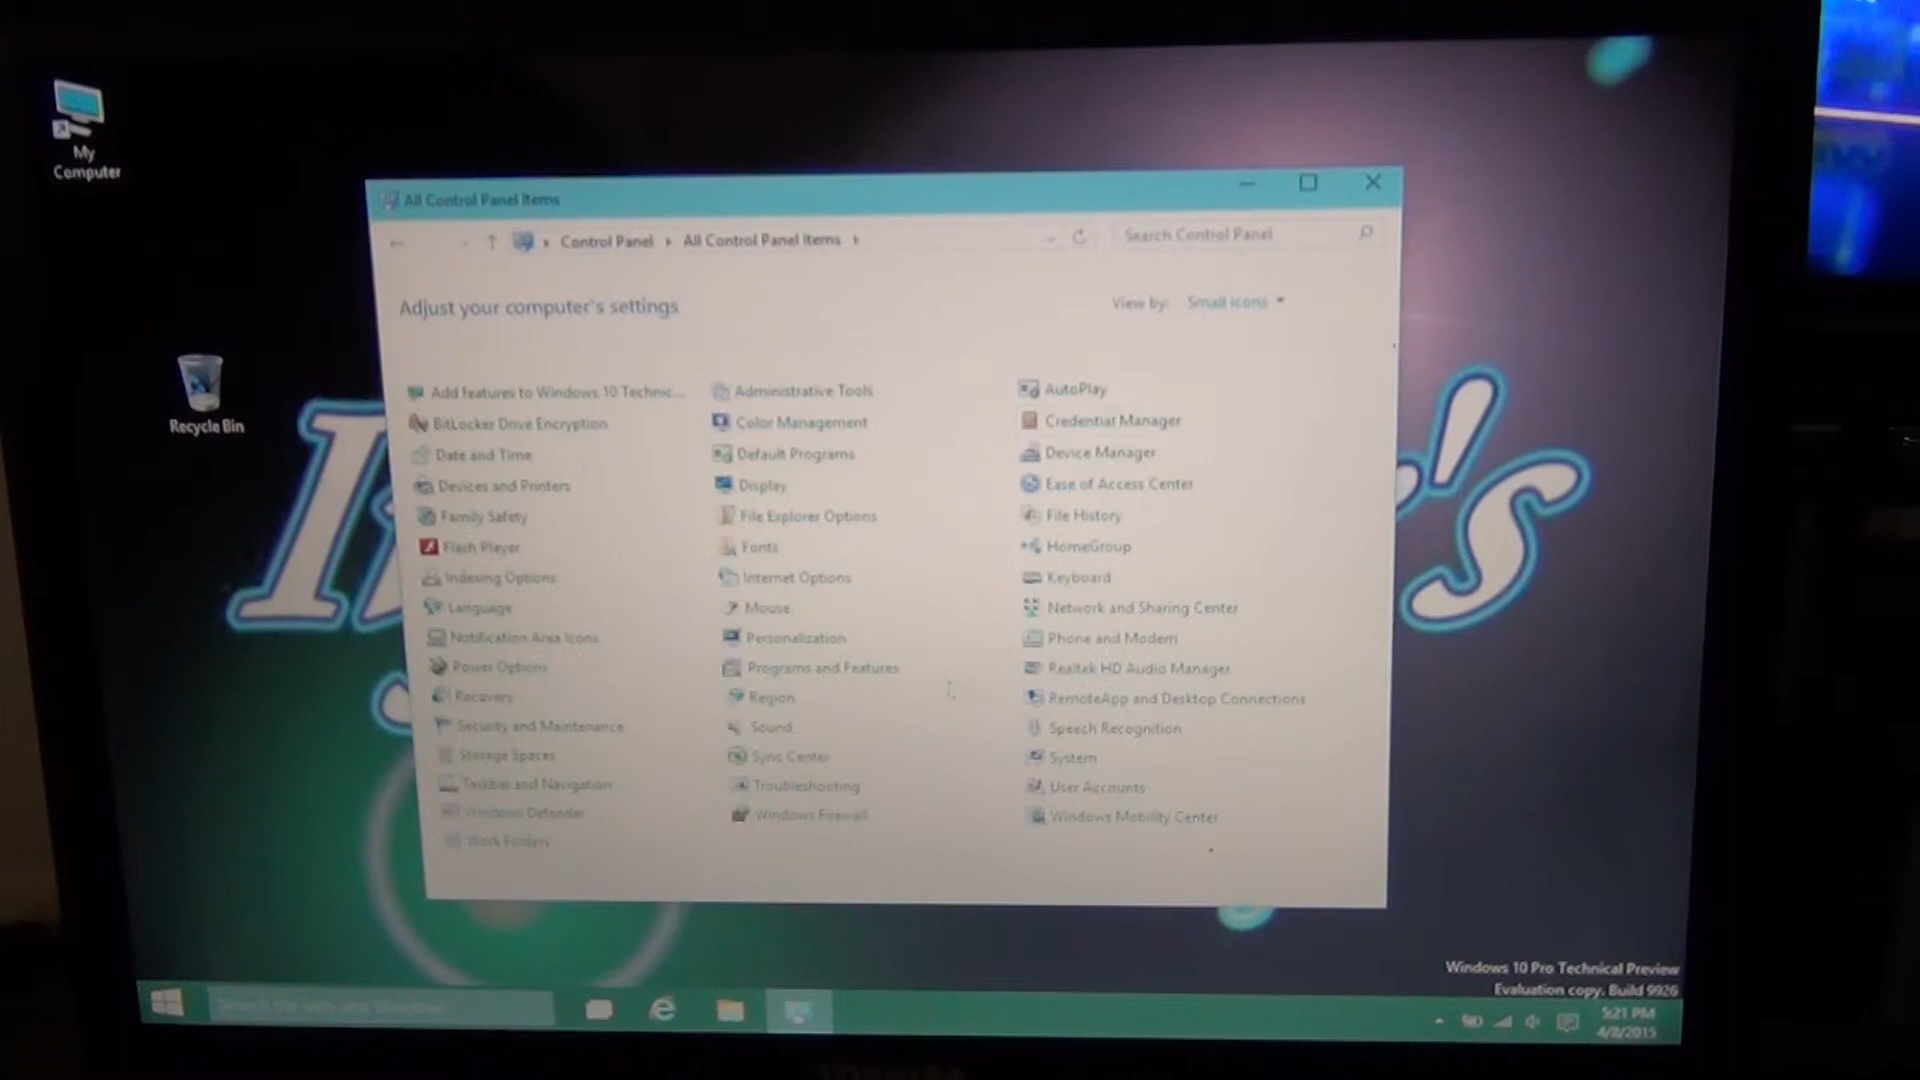 My
Computer
Recycle Bin
All Control Panel Items
Control Panel
All Control Panel Items
Search Control Panel
Adjust your computer's settings
View by: Small icons
Add features to Windows 10 Technic...
Administrative Tools
AutoPlay
BitLocker Drive Encryption
Color Management
Credential Manager
Date and Time
Default Programs
Device Manager
Devices and Printers
Display
Ease of Access Center
Family Safety
File Explorer Options
File History
Flash Player
Fonts
HomeGroup
Indexing Options
Internet Options
Keyboard
Language
Mouse
Network and Sharing Center
Notification Area Icons
Personalization
Phone and Modem
Power Options
Programs and Features
Realtek HD Audio Manager
Recovery
Region
RemoteApp and Desktop Connections
Security and Maintenance
Sound
Speech Recognition
Storage Spaces
Sync Center
System
Taskbar and Navigation
Troubleshooting
User Accounts
Windows Defender
Windows Firewall
Windows Mobility Center
Work Folders
Windows 10 Pro Technical Preview
Evaluation copy. Build 9926
Search the web and Windows
5:21 PM
4/8/2015